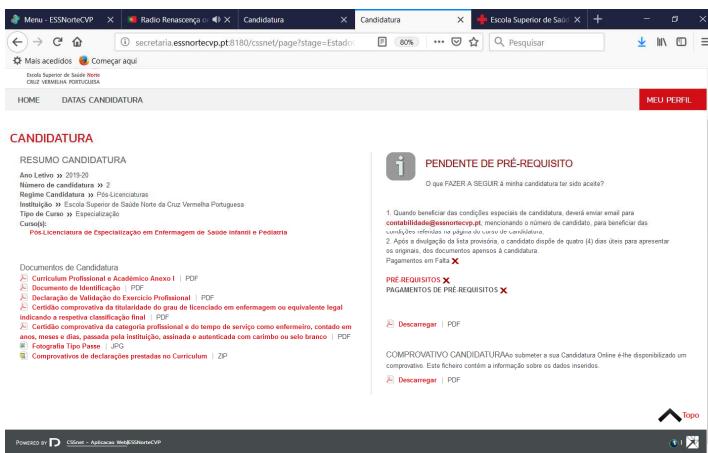 Menu - ESSNorteCVP
Radio Renascença o
Candidatura
Candidatura
Escola Superior de Saúd
secretaria.essnortecvp.pt:8180/cssnet/page?stage=Estado
80%
Pesquisar
Mais acedidos
Começar aqui
Escola Superior de Saúde Norte
CRUZ VERMELHA PORTUGUESA
HOME
DATAS CANDIDATURA
MEU PERFIL
CANDIDATURA
RESUMO CANDIDATURA
Ano Letivo » 2019-20
Número de candidatura » 2
Regime Candidatura » Pós-Licenciaturas
Instituição » Escola Superior de Saúde Norte da Cruz Vermelha Portuguesa
Tipo de Curso » Especialização
Curso(s):
Pós-Licenciatura de Especialização em Enfermagem de Saúde Infantil e Pediatria
Documentos de Candidatura
Curriculum Profissional e Académico Anexo I | PDF
Documento de Identificação | PDF
Declaração de Validação do Exercício Profissional | PDF
Certidão comprovativa da titularidade do grau de licenciado em enfermagem ou equivalente legal
indicando a respetiva classificação final | PDF
Certidão comprovativa da categoria profissional e do tempo de serviço como enfermeiro, contado em
anos, meses e dias, passada pela instituição, assinada e autenticada com carimbo ou selo branco | PDF
Fotografia Tipo Passe | JPG
Comprovativos de declarações prestadas no Curriculum | ZIP
PENDENTE DE PRÉ-REQUISITO
O que FAZER A SEGUIR à minha candidatura ter sido aceite?
1. Quando beneficiar das condições especiais de candidatura, deverá enviar email para
contabilidade@essnortecvp.pt, mencionando o número de candidato, para beneficiar das
condições referidas na página do curso de candidatura.
2. Após a divulgação da lista provisória, o candidato dispõe de quatro (4) dias úteis para apresentar
os originais, dos documentos apensos à candidatura.
Pagamentos em Falta
PRÉ-REQUISITOS
PAGAMENTOS DE PRÉ-REQUISITOS
Descarregar | PDF
COMPROVATIVO CANDIDATURAAo submeter a sua Candidatura Online é-lhe disponibilizado um
comprovativo. Este ficheiro contém a informação sobre os dados inseridos.
Descarregar | PDF
Topo
POWERED BY CSSnet - Aplicacao Web|ESSNorteCVP